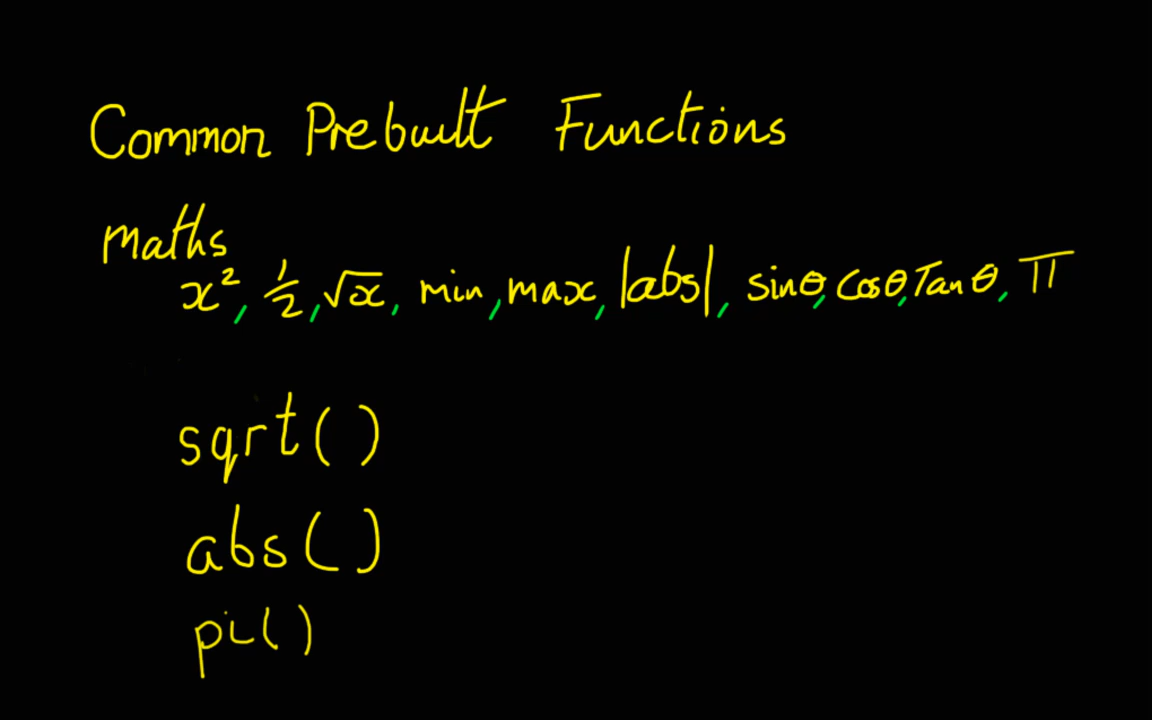 Common Prebuilt Functions
maths
x², 1/2, √x, min, max, |abs|, sinθ, cosθ, Tanθ, π
sqrt( )
abs( )
pi( )